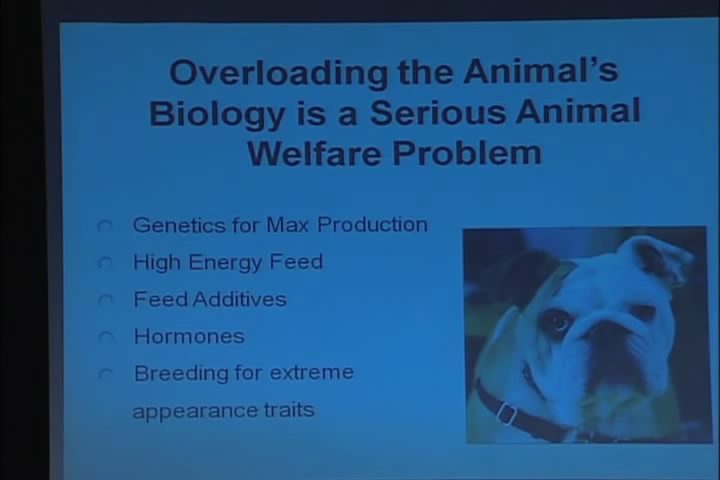 Overloading the Animal's
Biology is a Serious Animal
Welfare Problem
Genetics for Max Production
High Energy Feed
Feed Additives
Hormones
Breeding for extreme
appearance traits